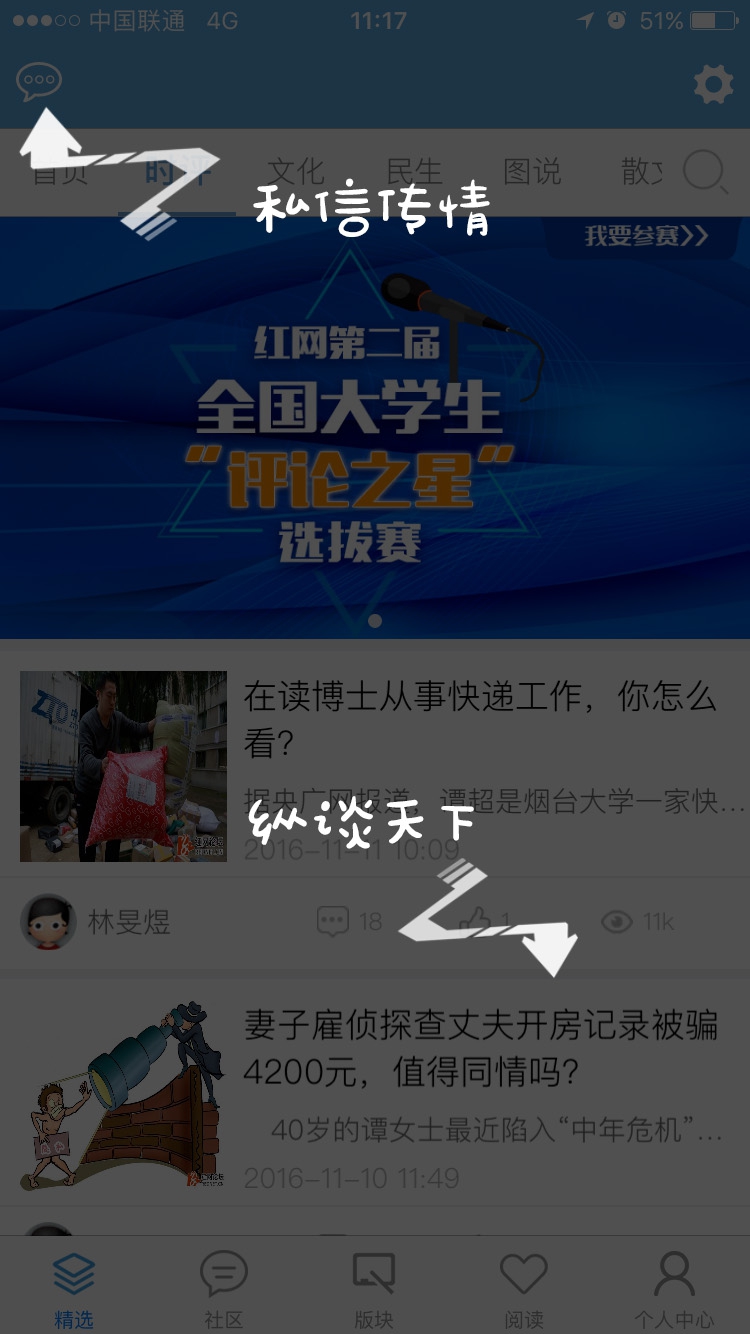 中国联通 4G 11:17 51%
首页 时评 文化 民生 图说 散文
私信传情
我要参赛>>
红网第二届
全国大学生
“评论之星”
选拔赛
在读博士从事快递工作，你怎么
看？
据央广网报道，谭超是烟台大学一家快...
纵谈天下
2016-11-11 10:09
林旻煜 18 1 11k
妻子雇侦探查丈夫开房记录被骗
4200元，值得同情吗？
40岁的谭女士最近陷入“中年危机”...
2016-11-10 11:49
精选 社区 版块 阅读 个人中心